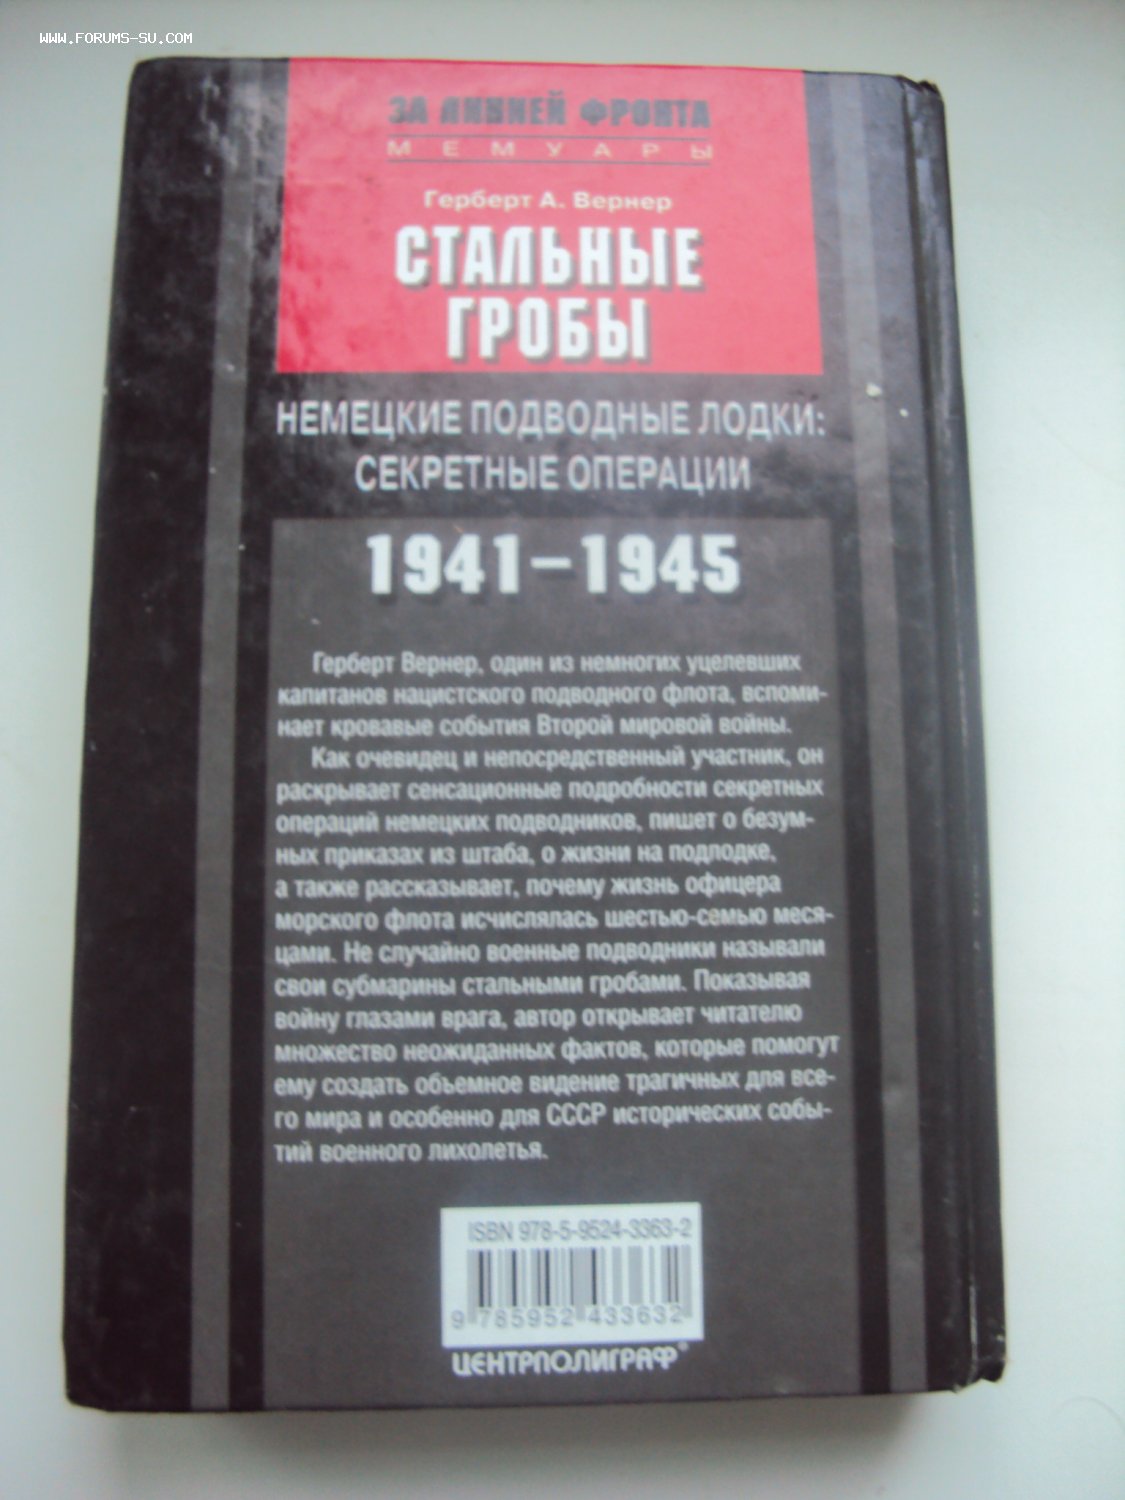 WWW.FORUMS-SU.COM
ЗА ЛИНИЕЙ ФРОНТА
МЕМУАРЫ
Герберт А. Вернер
СТАЛЬНЫЕ
ГРОБЫ
НЕМЕЦКИЕ ПОДВОДНЫЕ ЛОДКИ:
СЕКРЕТНЫЕ ОПЕРАЦИИ
1941–1945
Герберт Вернер, один из немногих уцелевших
капитанов нацистского подводного флота, вспоми-
нает кровавые события Второй мировой войны.
Как очевидец и непосредственный участник, он
раскрывает сенсационные подробности секретных
операций немецких подводников, пишет о безум-
ных приказах из штаба, о жизни на подлодке,
а также рассказывает, почему жизнь офицера
морского флота исчислялась шестью-семью меся-
цами. Не случайно военные подводники называли
свои субмарины стальными гробами. Показывая
войну глазами врага, автор открывает читателю
множество неожиданных фактов, которые помогут
ему создать объемное видение трагичных для все-
го мира и особенно для СССР исторических собы-
тий военного лихолетья.
ISBN 978-5-9524-3363-2
9 785952 433632
ЦЕНТРПОЛИГРАФ®